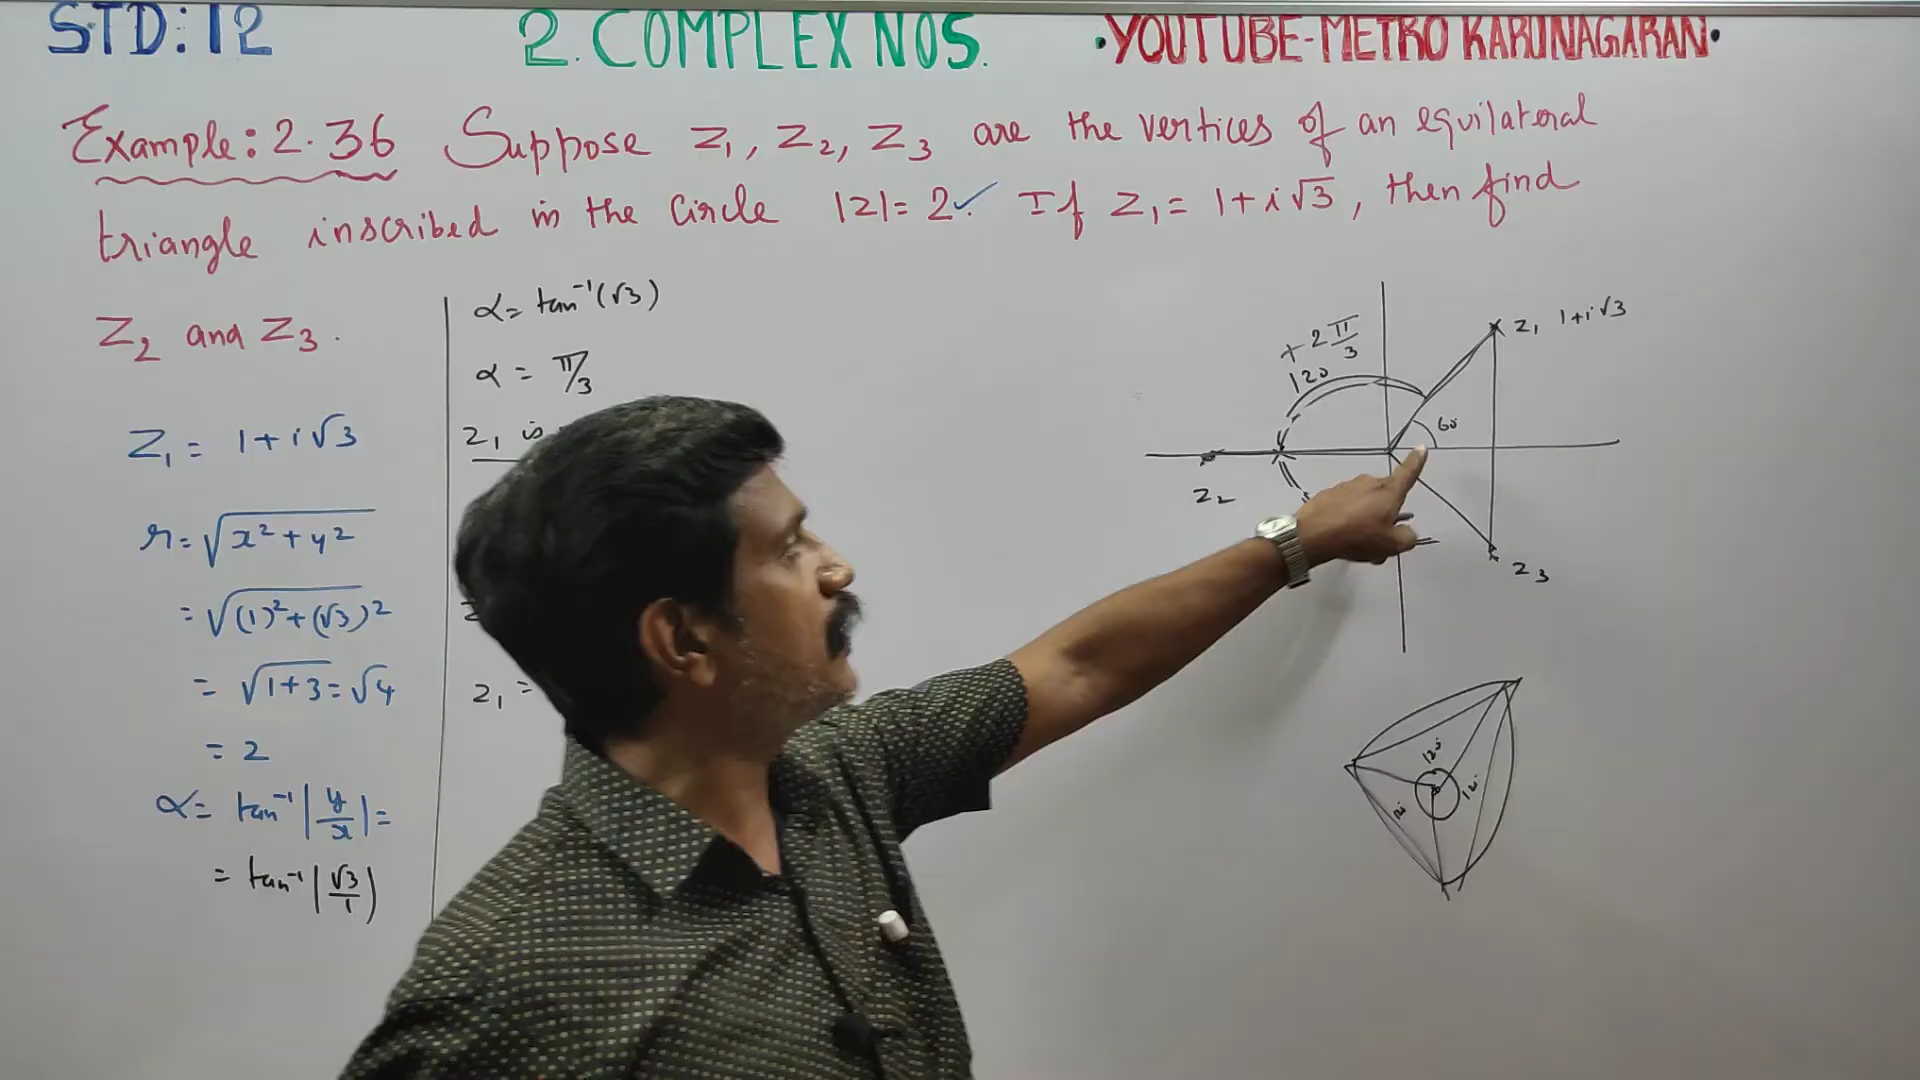 STD: 12
2. COMPLEX NOS.
• YOUTUBE-METRO KARUNAGARAN •
Example: 2.36 Suppose Z₁, Z₂, Z₃ are the vertices of an equilateral
triangle inscribed in the circle |z| = 2 ✓. If Z₁ = 1 + i√3, then find
Z₂ and Z₃.
Z₁ = 1 + i√3
r = √(x² + y²)
= √((1)² + (√3)²)
= √(1+3) = √4
= 2
α = tan⁻¹ |y/x| =
= tan⁻¹ |√3/1)
α = tan⁻¹(√3)
α = π/3
Z₁ is
Z₁ =
Z₁ 1+i√3
+ 2π/3
120
60°
Z₂
Z₃
120°
120